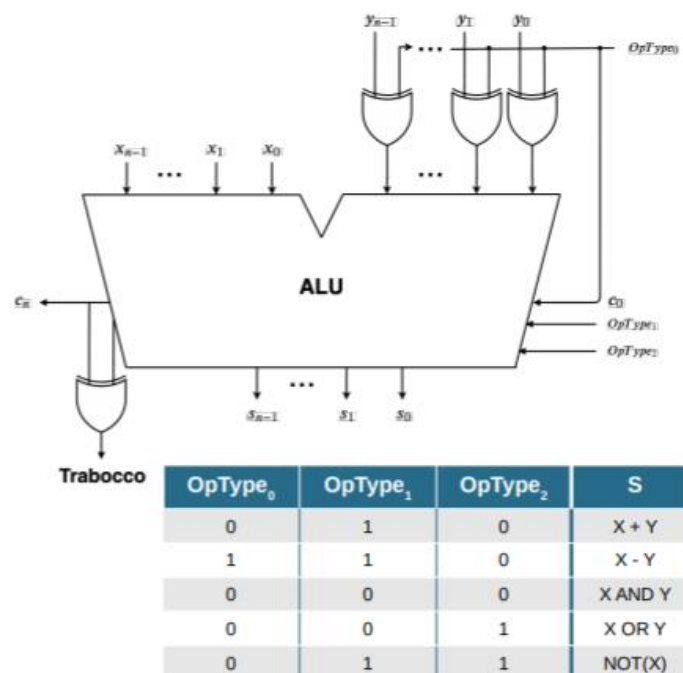 yₙ₋₁ ... y₁ y₀
... OpType₀
xₙ₋₁ ... x₁ x₀
...
ALU
cₙ
c₀
OpType₁
OpType₂
...
sₙ₋₁ s₁ s₀
Trabocco
OpType₀ OpType₁ OpType₂ S
0 1 0 X + Y
1 1 0 X - Y
0 0 0 X AND Y
0 0 1 X OR Y
0 1 1 NOT(X)